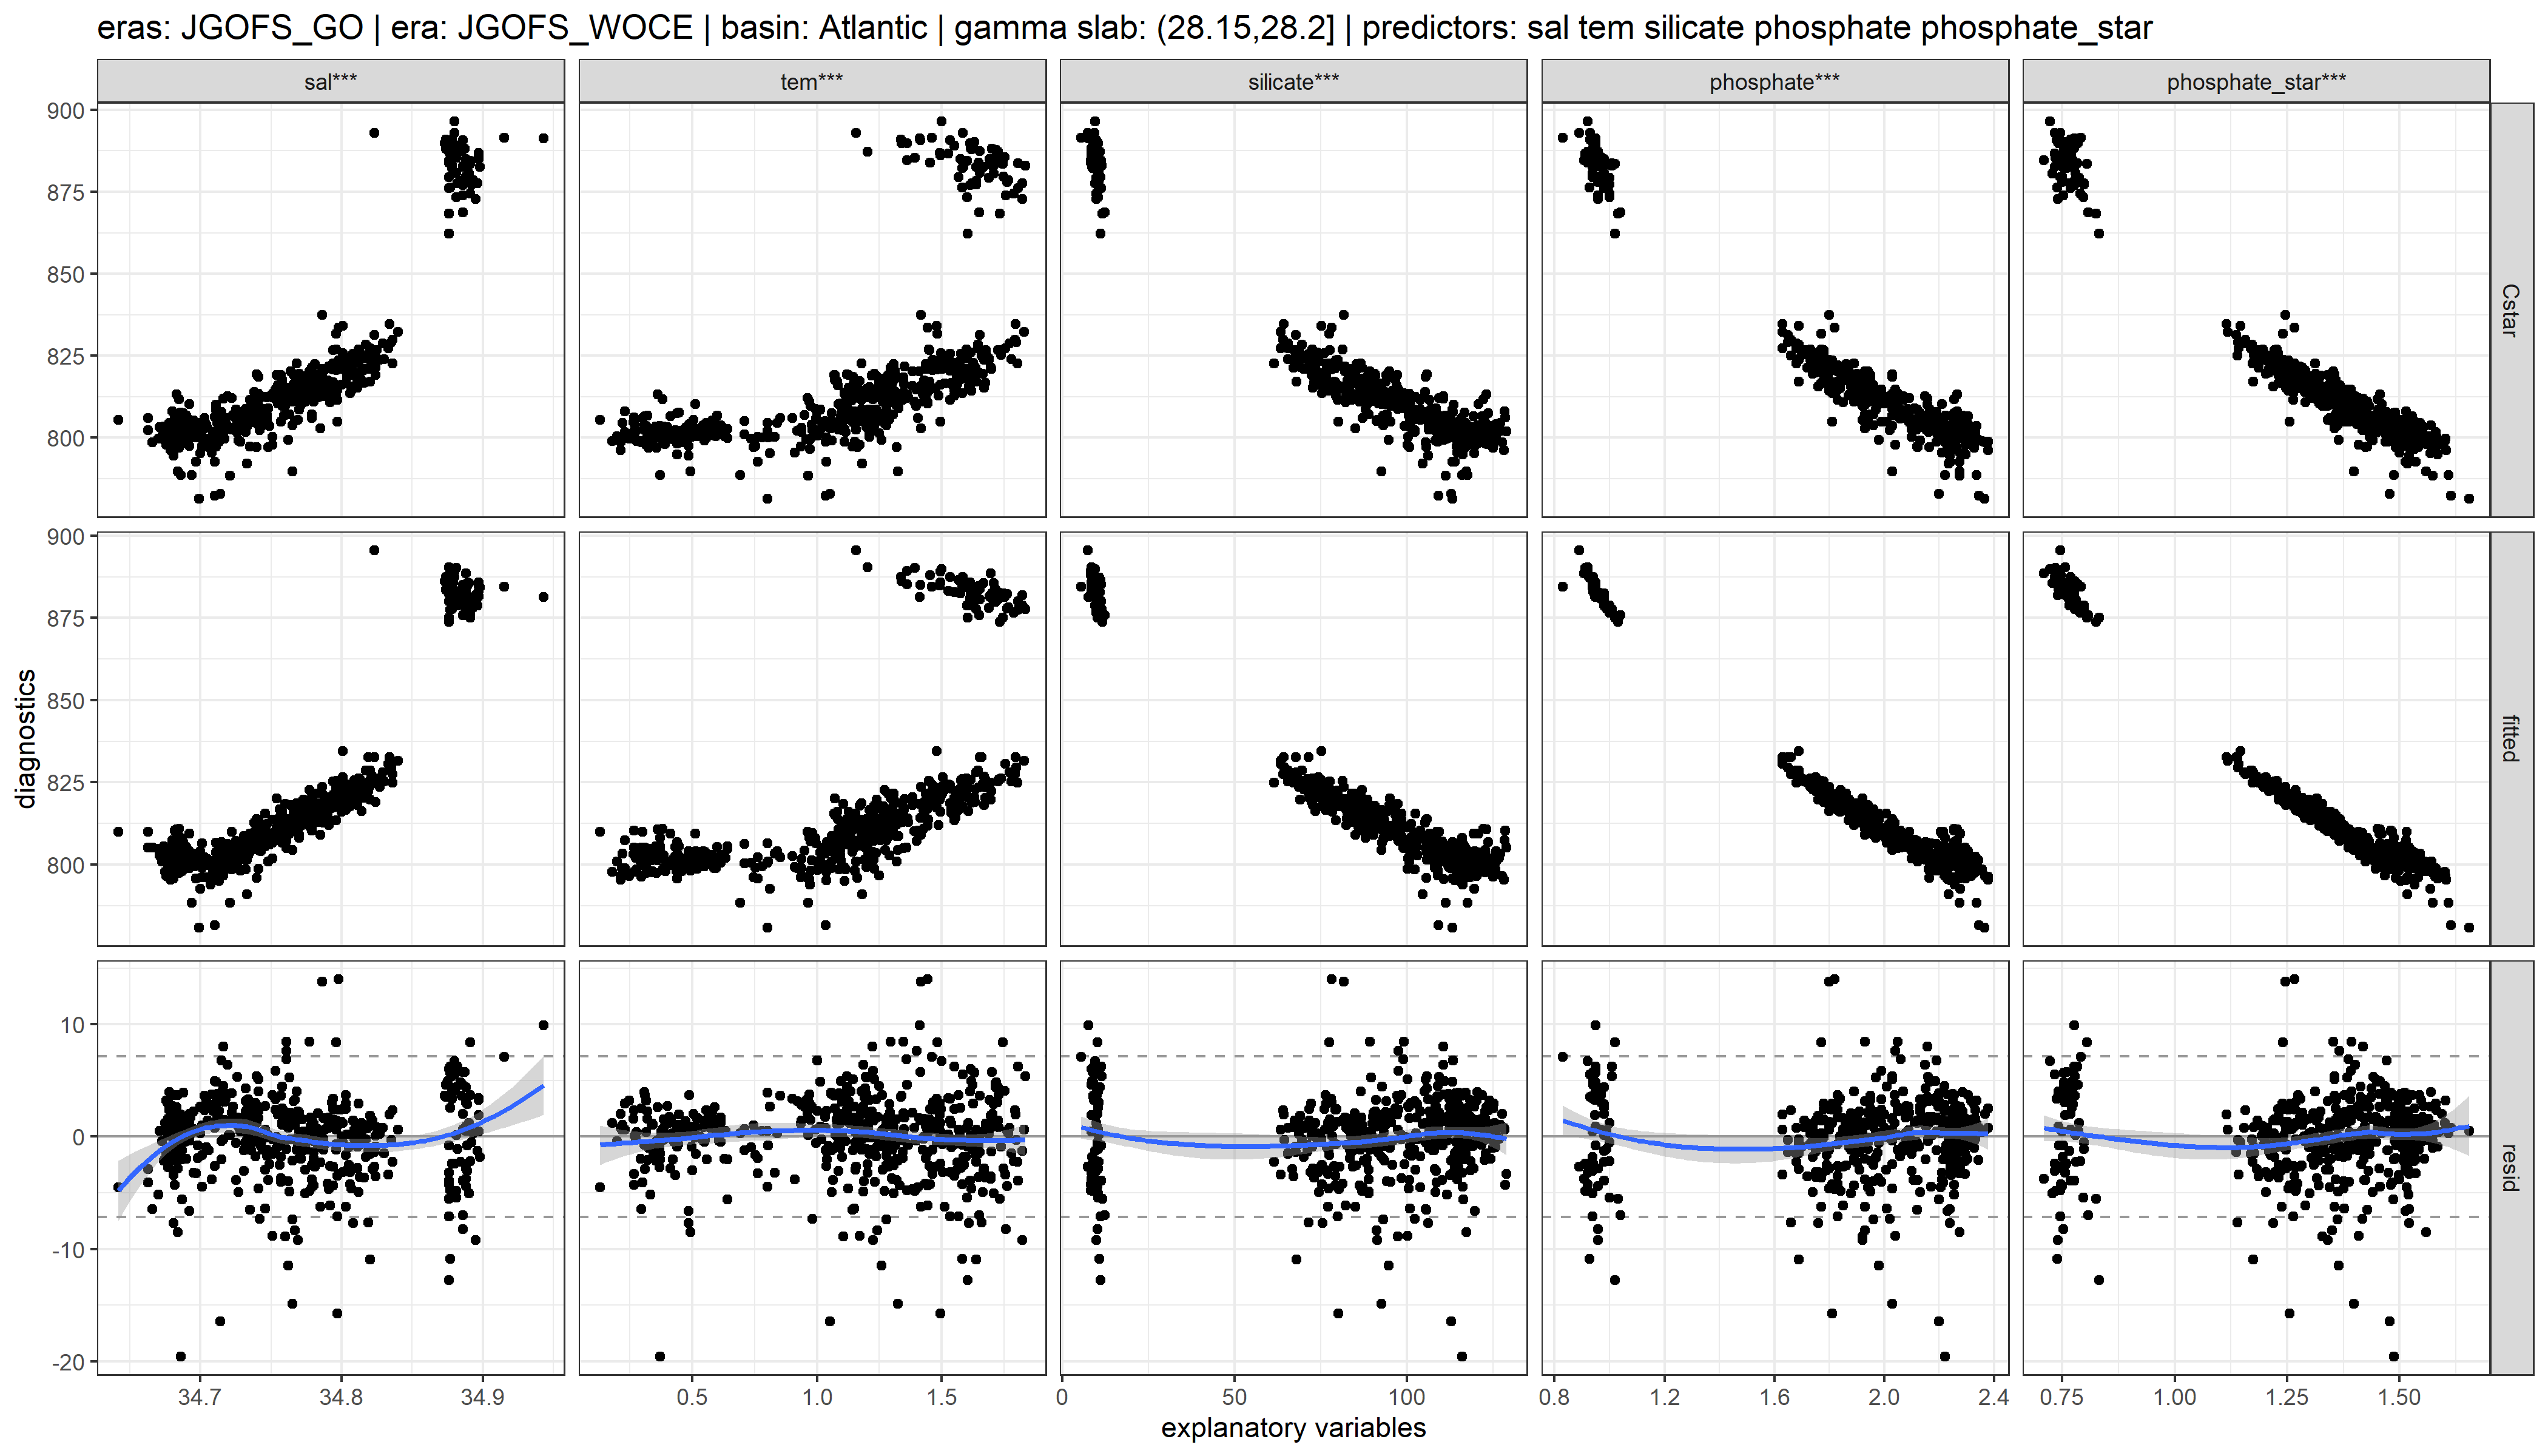 eras: JGOFS_GO | era: JGOFS_WOCE | basin: Atlantic | gamma slab: (28.15,28.2] | predictors: sal tem silicate phosphate phosphate_star
sal*** tem*** silicate*** phosphate*** phosphate_star***
900
875
850
825
800
Cstar
900
875
850
825
800
fitted
diagnostics
10
0
-10
-20
resid
34.7 34.8 34.9 0.5 1.0 1.5 0 50 100 0.8 1.2 1.6 2.0 2.4 0.75 1.00 1.25 1.50
explanatory variables